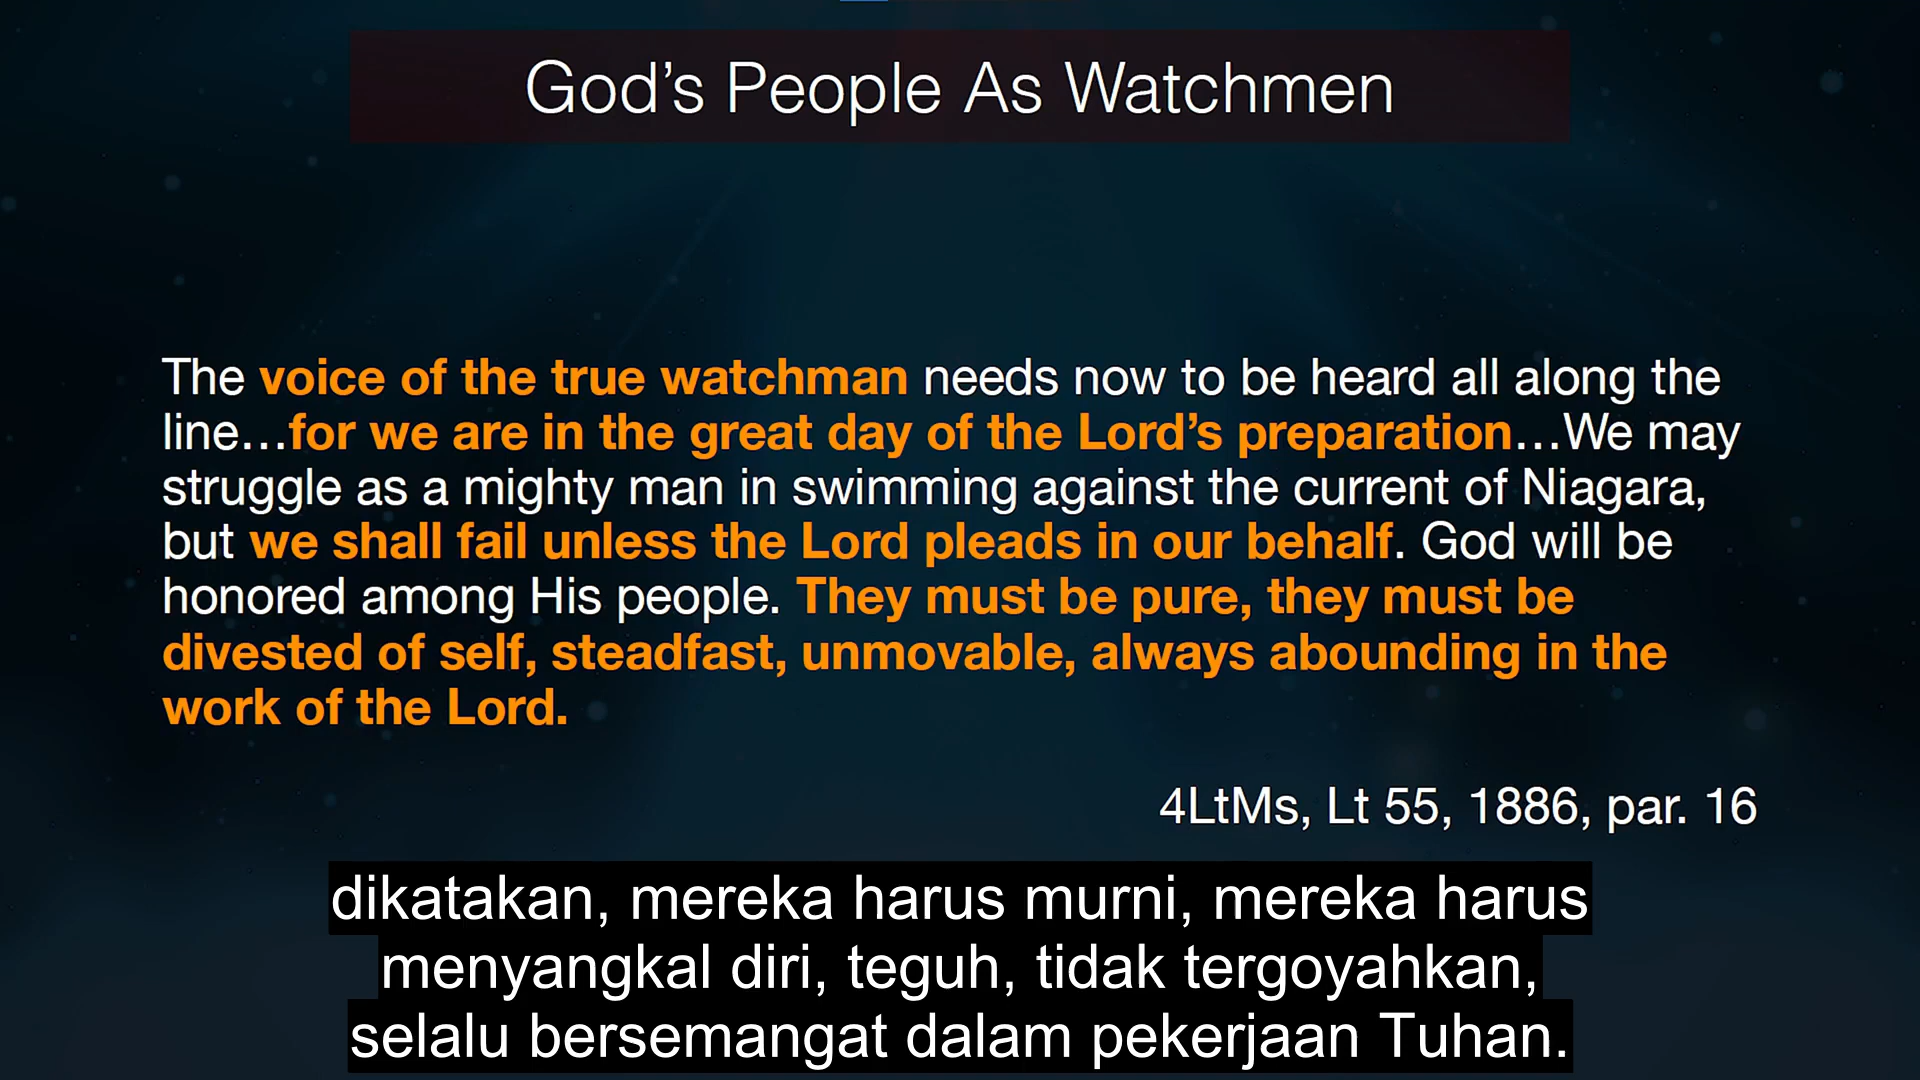 God’s People As Watchmen
The voice of the true watchman needs now to be heard all along the
line…for we are in the great day of the Lord’s preparation…We may
struggle as a mighty man in swimming against the current of Niagara,
but we shall fail unless the Lord pleads in our behalf. God will be
honored among His people. They must be pure, they must be
divested of self, steadfast, unmovable, always abounding in the
work of the Lord.
4LtMs, Lt 55, 1886, par. 16
dikatakan, mereka harus murni, mereka harus
menyangkal diri, teguh, tidak tergoyahkan,
selalu bersemangat dalam pekerjaan Tuhan.